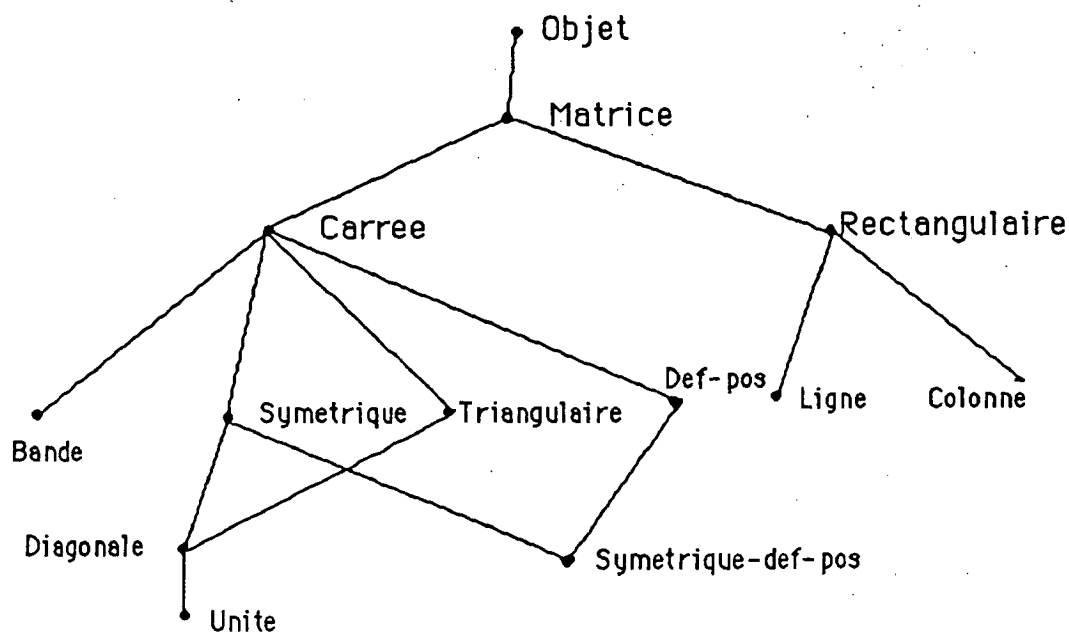 Objet
Matrice
Carree
Rectangulaire
Def-pos
Ligne
Colonne
Symetrique
Triangulaire
Bande
Diagonale
Symetrique-def-pos
Unite